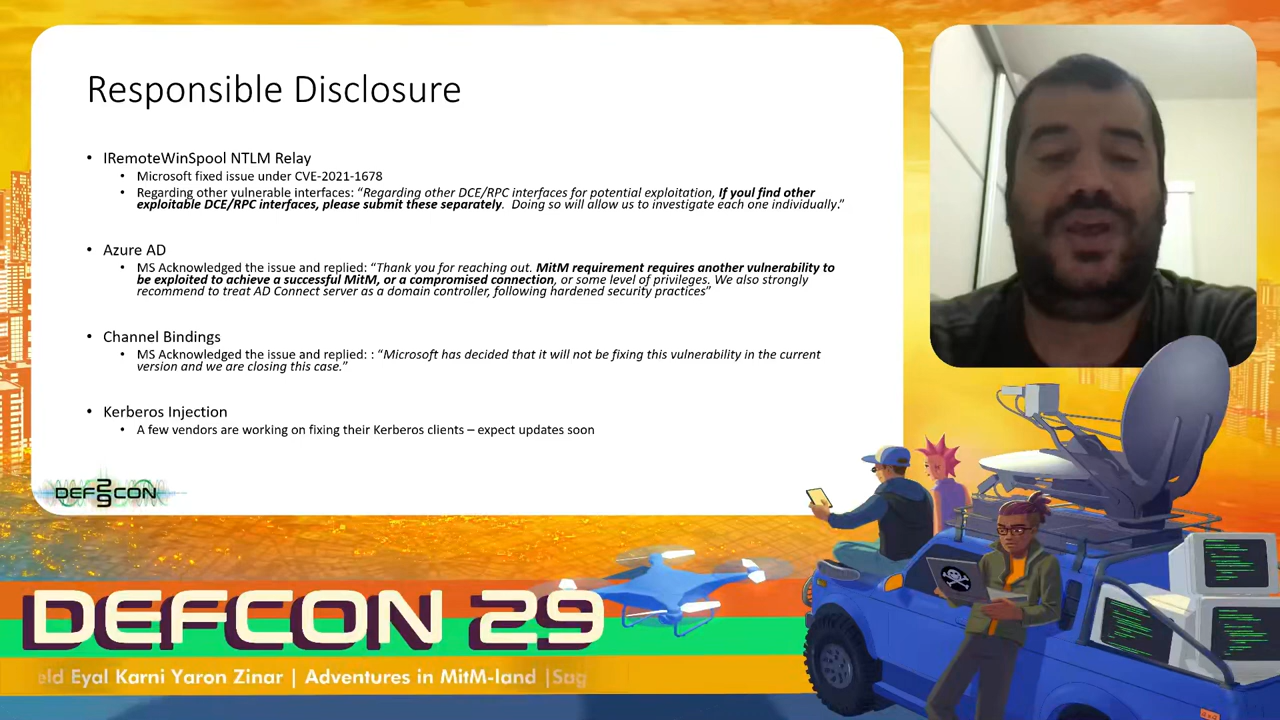 Responsible Disclosure
• IRemoteWinSpool NTLM Relay
• Microsoft fixed issue under CVE-2021-1678
• Regarding other vulnerable interfaces: “Regarding other DCE/RPC interfaces for potential exploitation, If youl find other
exploitable DCE/RPC interfaces, please submit these separately.  Doing so will allow us to investigate each one individually.”
• Azure AD
• MS Acknowledged the issue and replied: “Thank you for reaching out. MitM requirement requires another vulnerability to
be exploited to achieve a successful MitM, or a compromised connection, or some level of privileges. We also strongly
recommend to treat AD Connect server as a domain controller, following hardened security practices”
• Channel Bindings
• MS Acknowledged the issue and replied: : “Microsoft has decided that it will not be fixing this vulnerability in the current
version and we are closing this case.”
• Kerberos Injection
• A few vendors are working on fixing their Kerberos clients – expect updates soon
DEF CON 29
DEFCON 29
eld Eyal Karni Yaron Zinar | Adventures in MitM-land |Sag